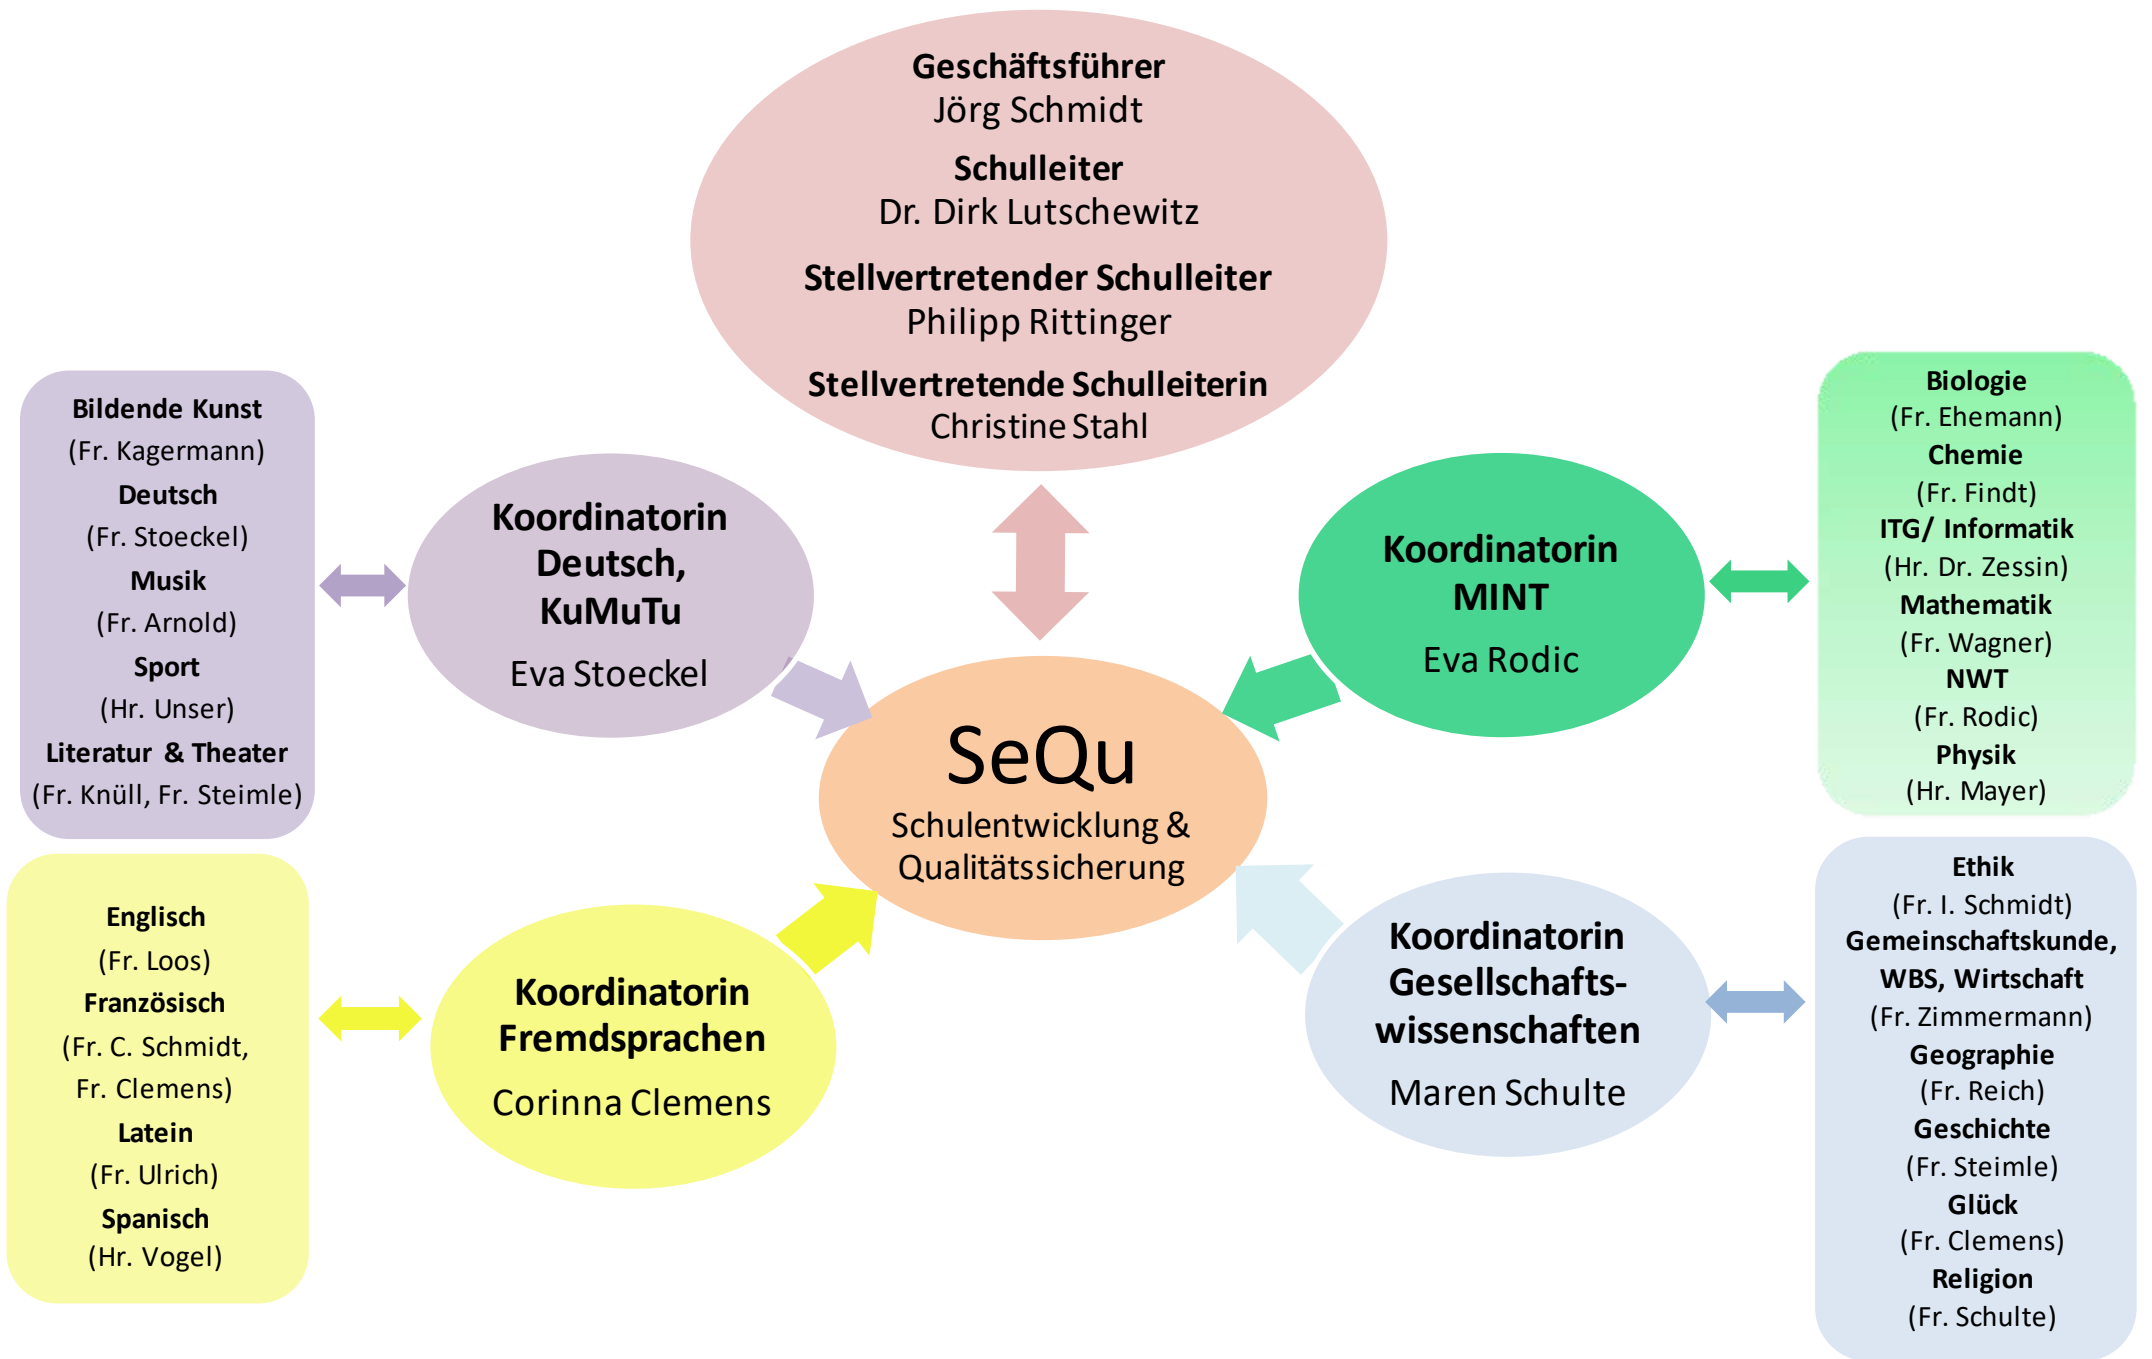 Geschäftsführer
Jörg Schmidt
Schulleiter
Dr. Dirk Lutschewitz
Stellvertretender Schulleiter
Philipp Rittinger
Stellvertretende Schulleiterin
Christine Stahl
Bildende Kunst
(Fr. Kagermann)
Deutsch
(Fr. Stoeckel)
Musik
(Fr. Arnold)
Sport
(Hr. Unser)
Literatur & Theater
(Fr. Knüll, Fr. Steimle)
Koordinatorin
Deutsch,
KuMuTu
Eva Stoeckel
Koordinatorin
MINT
Eva Rodic
Biologie
(Fr. Ehemann)
Chemie
(Fr. Findt)
ITG/ Informatik
(Hr. Dr. Zessin)
Mathematik
(Fr. Wagner)
NWT
(Fr. Rodic)
Physik
(Hr. Mayer)
SeQu
Schulentwicklung &
Qualitätssicherung
Englisch
(Fr. Loos)
Französisch
(Fr. C. Schmidt,
Fr. Clemens)
Latein
(Fr. Ulrich)
Spanisch
(Hr. Vogel)
Koordinatorin
Fremdsprachen
Corinna Clemens
Koordinatorin
Gesellschafts-
wissenschaften
Maren Schulte
Ethik
(Fr. I. Schmidt)
Gemeinschaftskunde,
WBS, Wirtschaft
(Fr. Zimmermann)
Geographie
(Fr. Reich)
Geschichte
(Fr. Steimle)
Glück
(Fr. Clemens)
Religion
(Fr. Schulte)